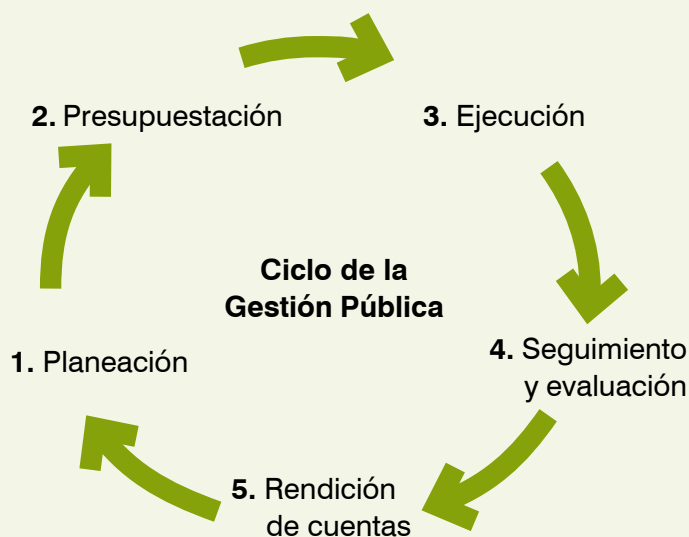 2. Presupuestación
3. Ejecución
Ciclo de la
Gestión Pública
1. Planeación
4. Seguimiento
y evaluación
5. Rendición
de cuentas